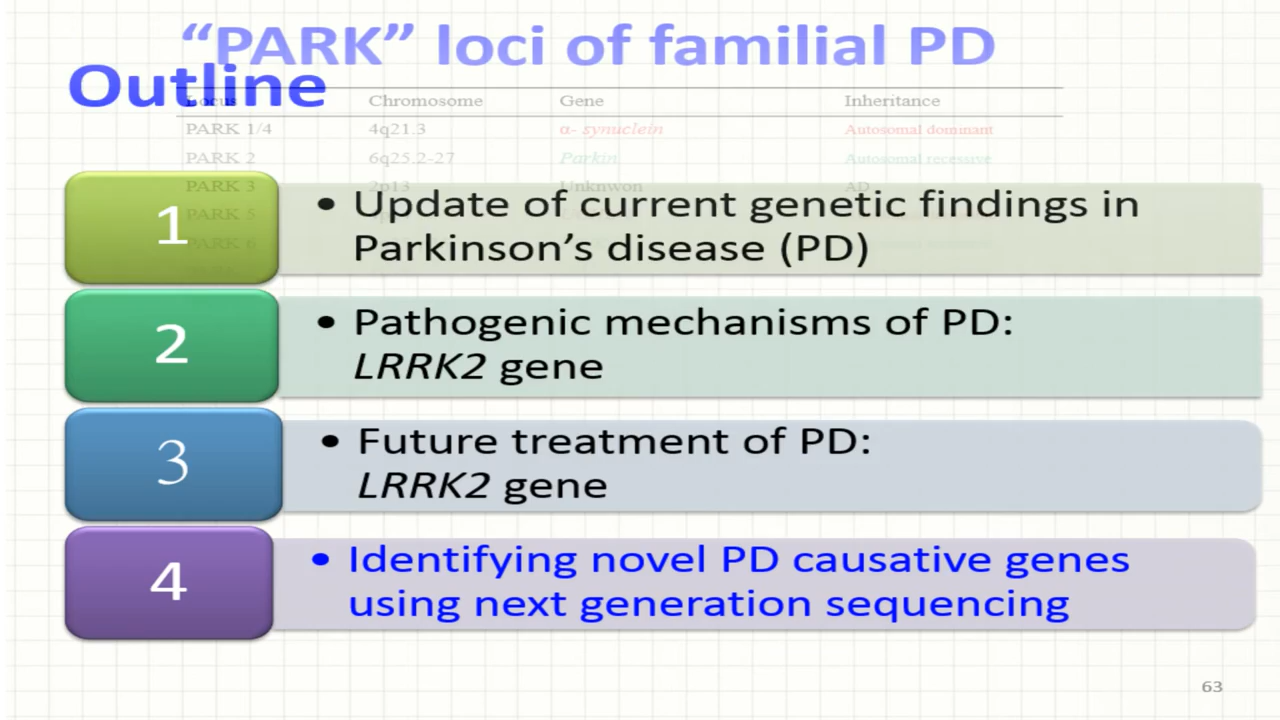 “PARK” loci of familial PD
Outline
Locus Chromosome Gene Inheritance
PARK 1/4 4q21.3 α- synuclein Autosomal dominant
PARK 2 6q25.2-27 Parkin Autosomal recessive
PARK 3 2p13 Unknwon AD
PARK 5
PARK 6
1
• Update of current genetic findings in
Parkinson’s disease (PD)
2
• Pathogenic mechanisms of PD:
LRRK2 gene
3
• Future treatment of PD:
LRRK2 gene
4
• Identifying novel PD causative genes
using next generation sequencing
63